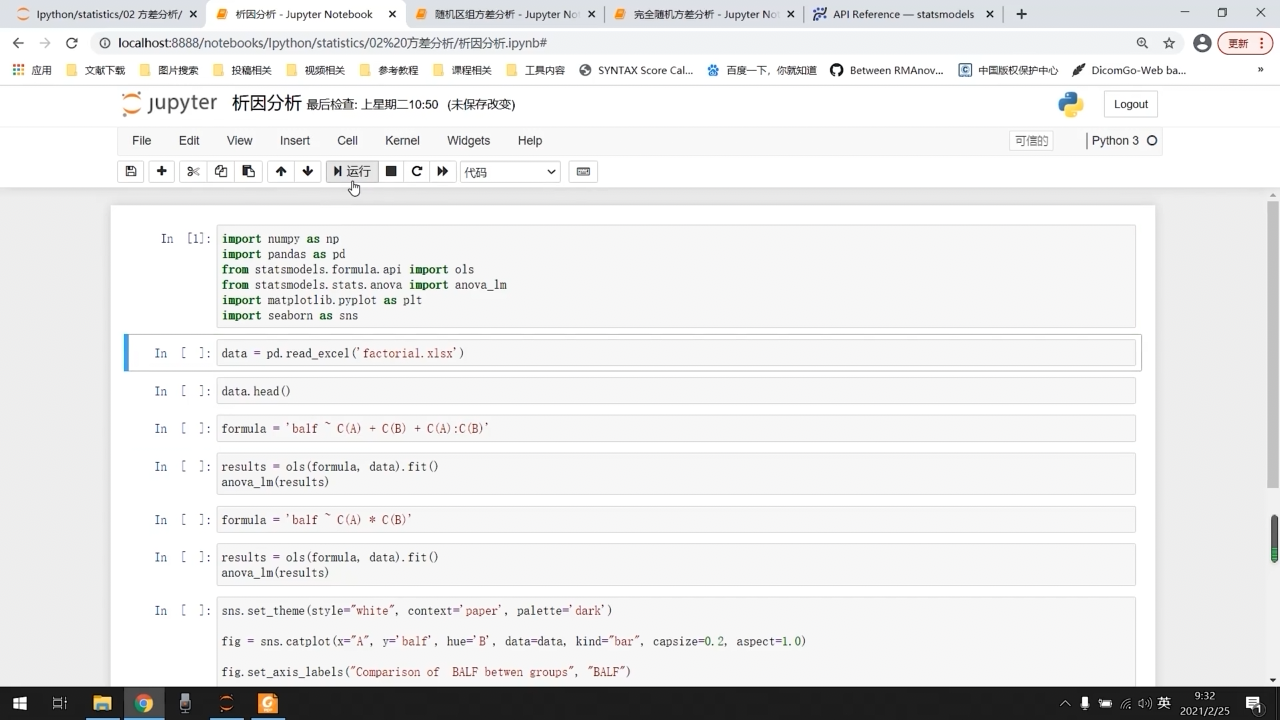 Ipython/statistics/02 方差分析/
析因分析 - Jupyter Notebook
随机区组方差分析 - Jupyter No
完全随机方差分析 - Jupyter Not
API Reference — statsmodels
localhost:8888/notebooks/Ipython/statistics/02%20方差分析/析因分析.ipynb#
更新
应用
文献下载
图片搜索
投稿相关
视频相关
参考教程
课程相关
工具内容
SYNTAX Score Cal...
百度一下，你就知道
Between RMAnov...
中国版权保护中心
DicomGo-Web ba...
»
jupyter 析因分析 最后检查: 上星期二10:50 (未保存改变)
Logout
File Edit View Insert Cell Kernel Widgets Help
可信的
Python 3
运行
代码
In [1]:
import numpy as np
import pandas as pd
from statsmodels.formula.api import ols
from statsmodels.stats.anova import anova_lm
import matplotlib.pyplot as plt
import seaborn as sns
In [ ]: data = pd.read_excel('factorial.xlsx')
In [ ]: data.head()
In [ ]: formula = 'balf ~ C(A) + C(B) + C(A):C(B)'
In [ ]: results = ols(formula, data).fit()
anova_lm(results)
In [ ]: formula = 'balf ~ C(A) * C(B)'
In [ ]: results = ols(formula, data).fit()
anova_lm(results)
In [ ]: sns.set_theme(style="white", context='paper', palette='dark')
fig = sns.catplot(x="A", y='balf', hue='B', data=data, kind="bar", capsize=0.2, aspect=1.0)
fig.set_axis_labels("Comparison of  BALF betwen groups", "BALF")
英
9:32
2021/2/25